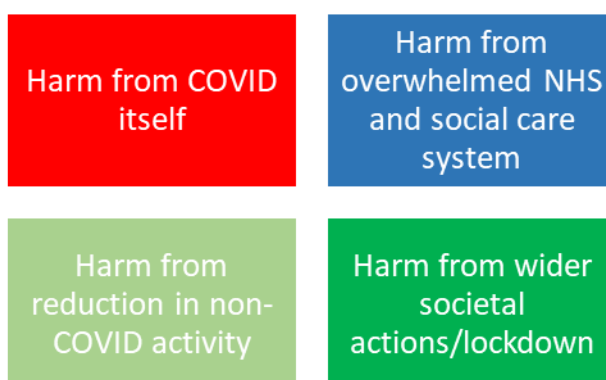 Harm from COVID
itself
Harm from
overwhelmed NHS
and social care
system
Harm from
reduction in non-
COVID activity
Harm from wider
societal
actions/lockdown